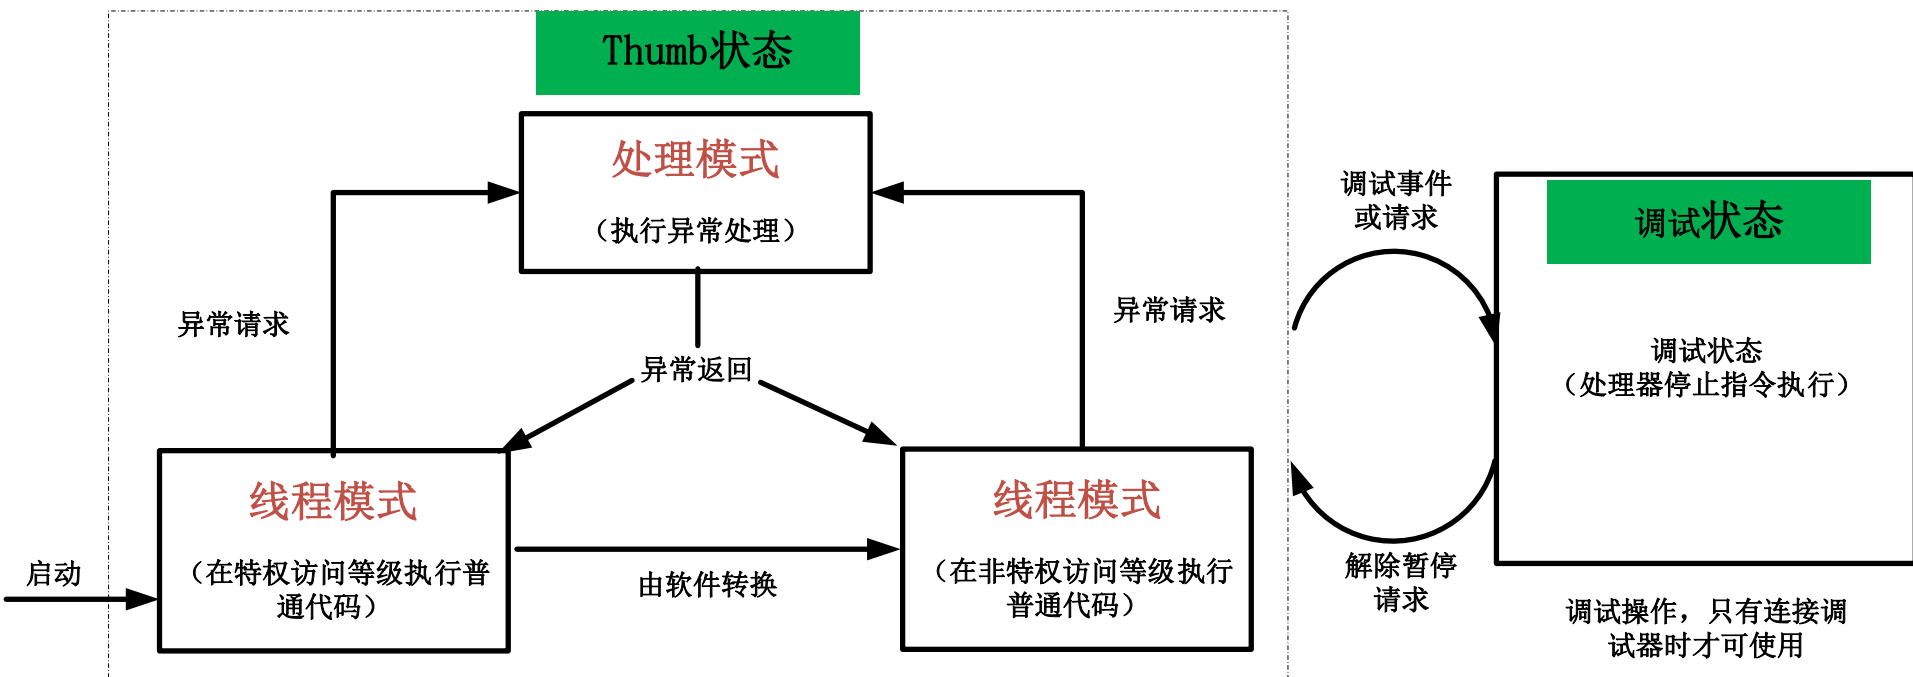 Thumb状态
处理模式
（执行异常处理）
调试事件
或请求
调试状态
异常请求
异常请求
异常返回
调试状态
（处理器停止指令执行）
线程模式
（在特权访问等级执行普
通代码）
线程模式
（在非特权访问等级执行
普通代码）
启动
由软件转换
解除暂停
请求
调试操作，只有连接调
试器时才可使用